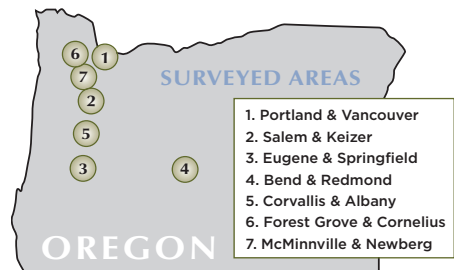 6
1
7
2
5
3
4
SURVEYED AREAS
1. Portland & Vancouver
2. Salem & Keizer
3. Eugene & Springfield
4. Bend & Redmond
5. Corvallis & Albany
6. Forest Grove & Cornelius
7. McMinnville & Newberg
OREGON